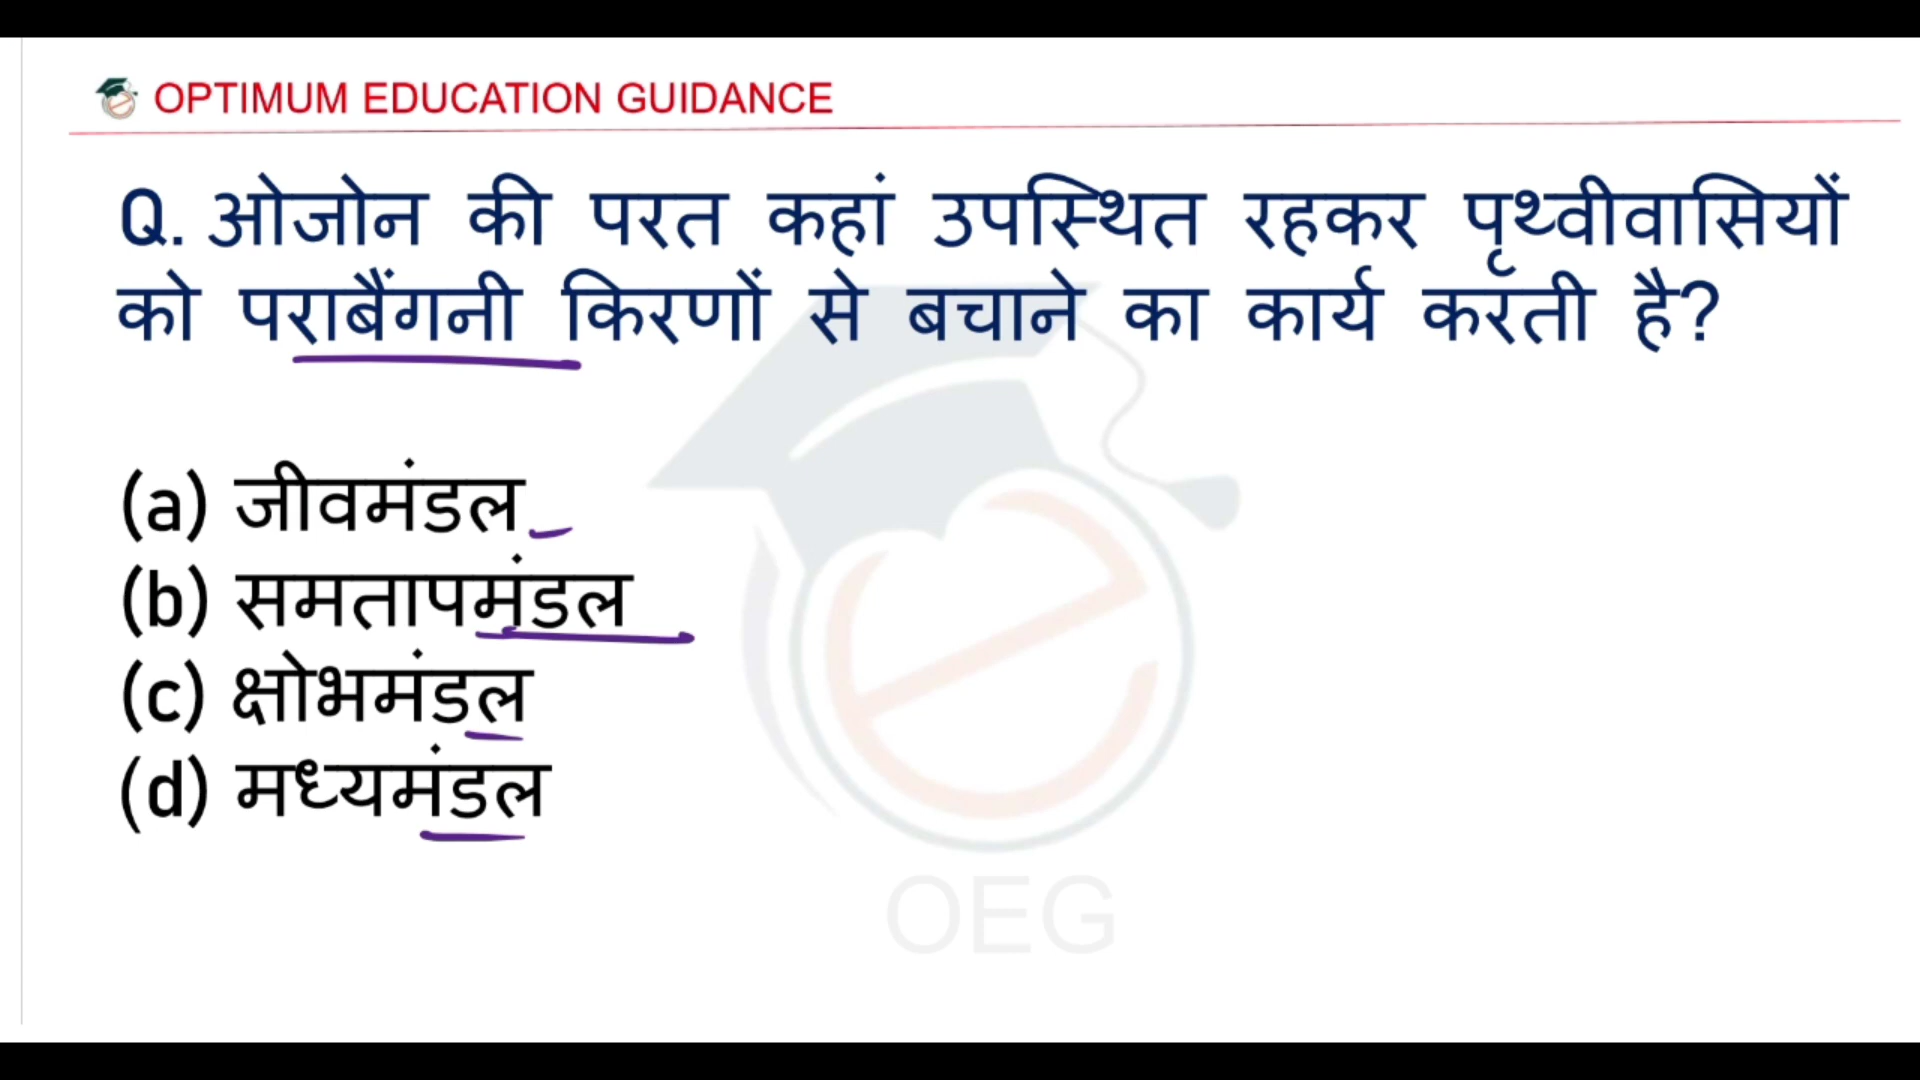 OPTIMUM EDUCATION GUIDANCE
Q. ओजोन की परत कहां उपस्थित रहकर पृथ्वीवासियों
को पराबैंगनी किरणों से बचाने का कार्य करती है?
(a) जीवमंडल
(b) समतापमंडल
(c) क्षोभमंडल
(d) मध्यमंडल
OEG